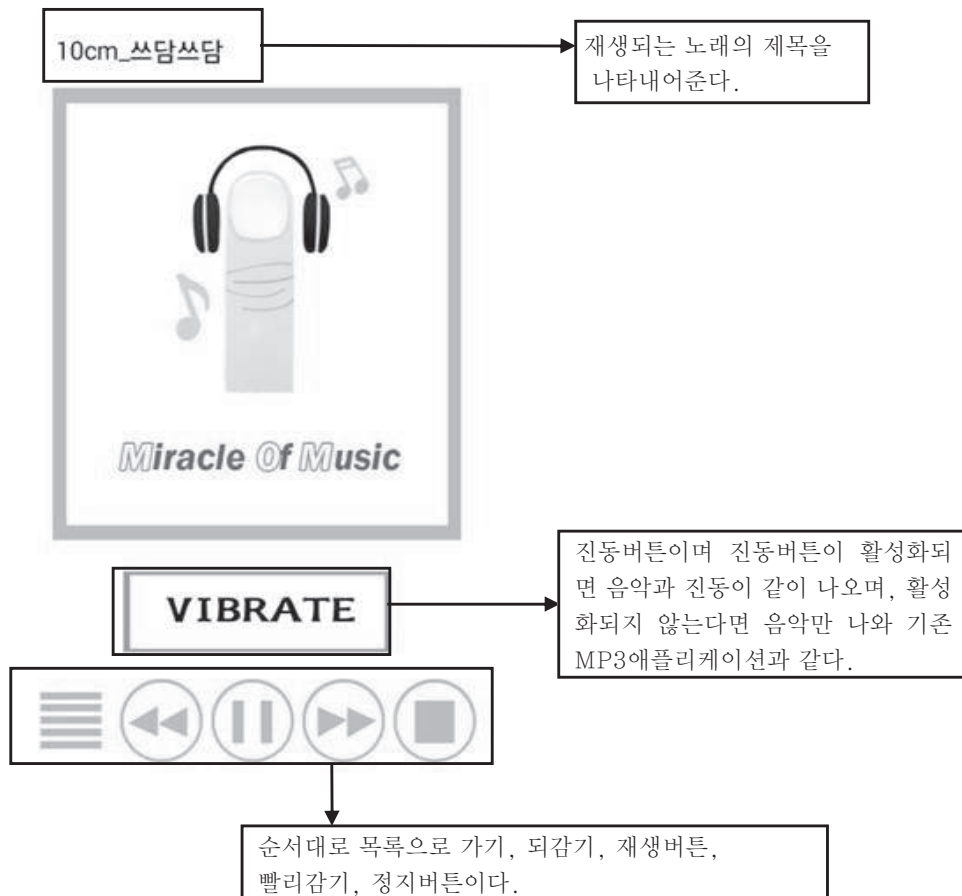 10cm_쓰담쓰담
재생되는 노래의 제목을
나타내어준다.
Miracle Of Music
VIBRATE
진동버튼이며 진동버튼이 활성화되
면 음악과 진동이 같이 나오며, 활성
화되지 않는다면 음악만 나와 기존
MP3애플리케이션과 같다.
순서대로 목록으로 가기, 되감기, 재생버튼,
빨리감기, 정지버튼이다.